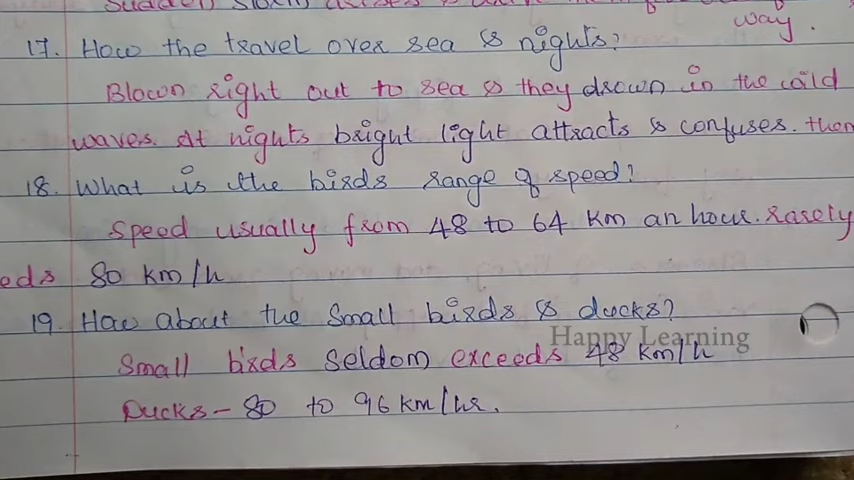 way.
17. How the travel over sea & nights?
Blown right out to sea & they drown in the cold
waves. At nights bright light attracts & confuses. them
18. What is the birds range of speed?
Speed usually from 48 to 64 km an hour. Rarely
eds 80 km/h
19. How about the Small birds & ducks?
Happy Learning
Small birds Seldom exceeds 48 km/h
Ducks - 80 to 96 km/hr.